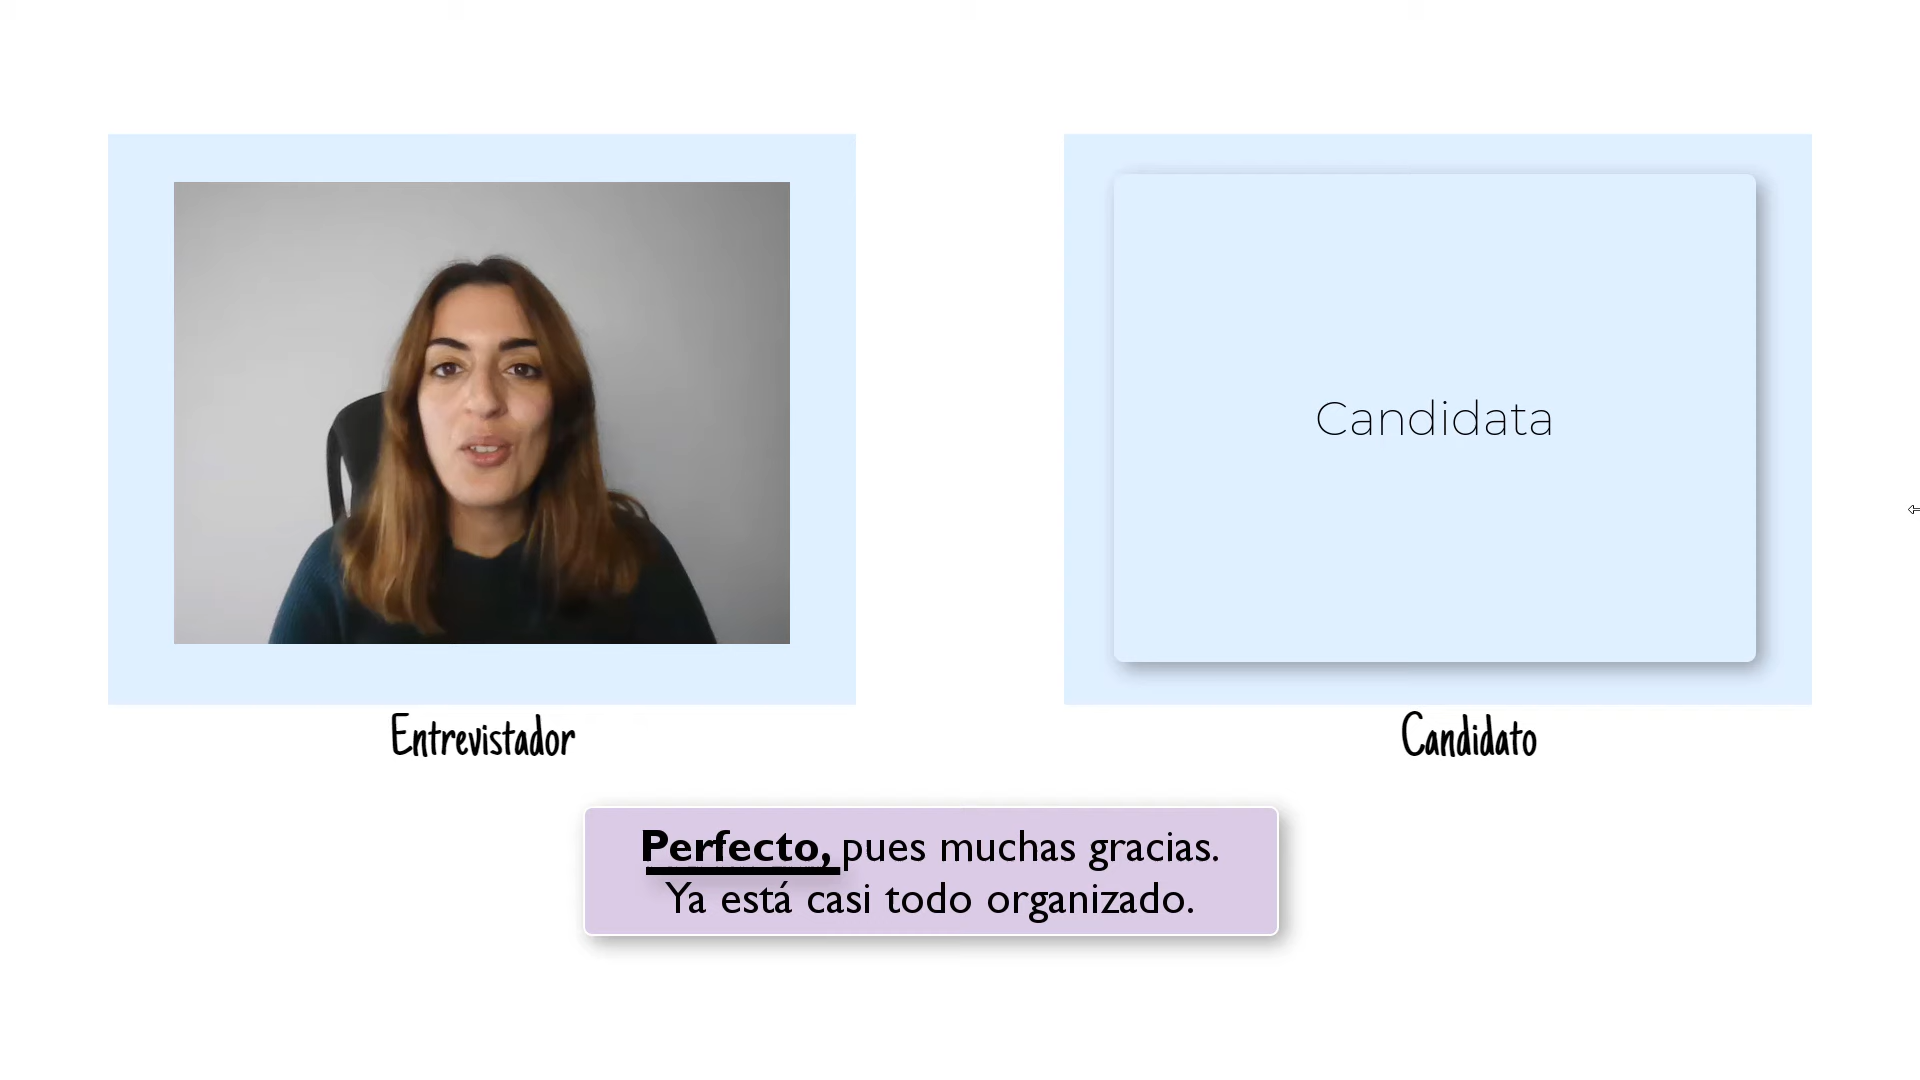 Candidata
Entrevistador
Candidato
Perfecto, pues muchas gracias.
Ya está casi todo organizado.